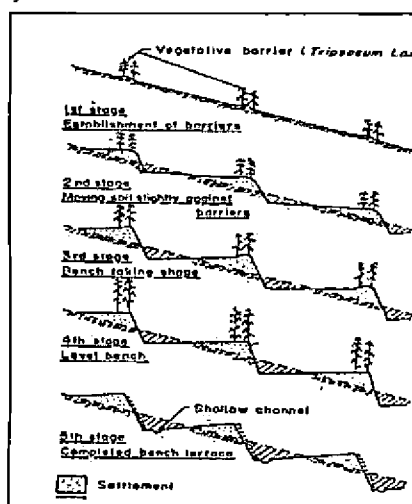 Vegetative barrier (Tripsacum La
1st stage
Establishment of barriers
2nd stage
Moving soil slightly against
barriers
3rd stage
Bench taking shape
4th stage
Level bench
Shallow channel
5th stage
Completed bench terrace
Settlement